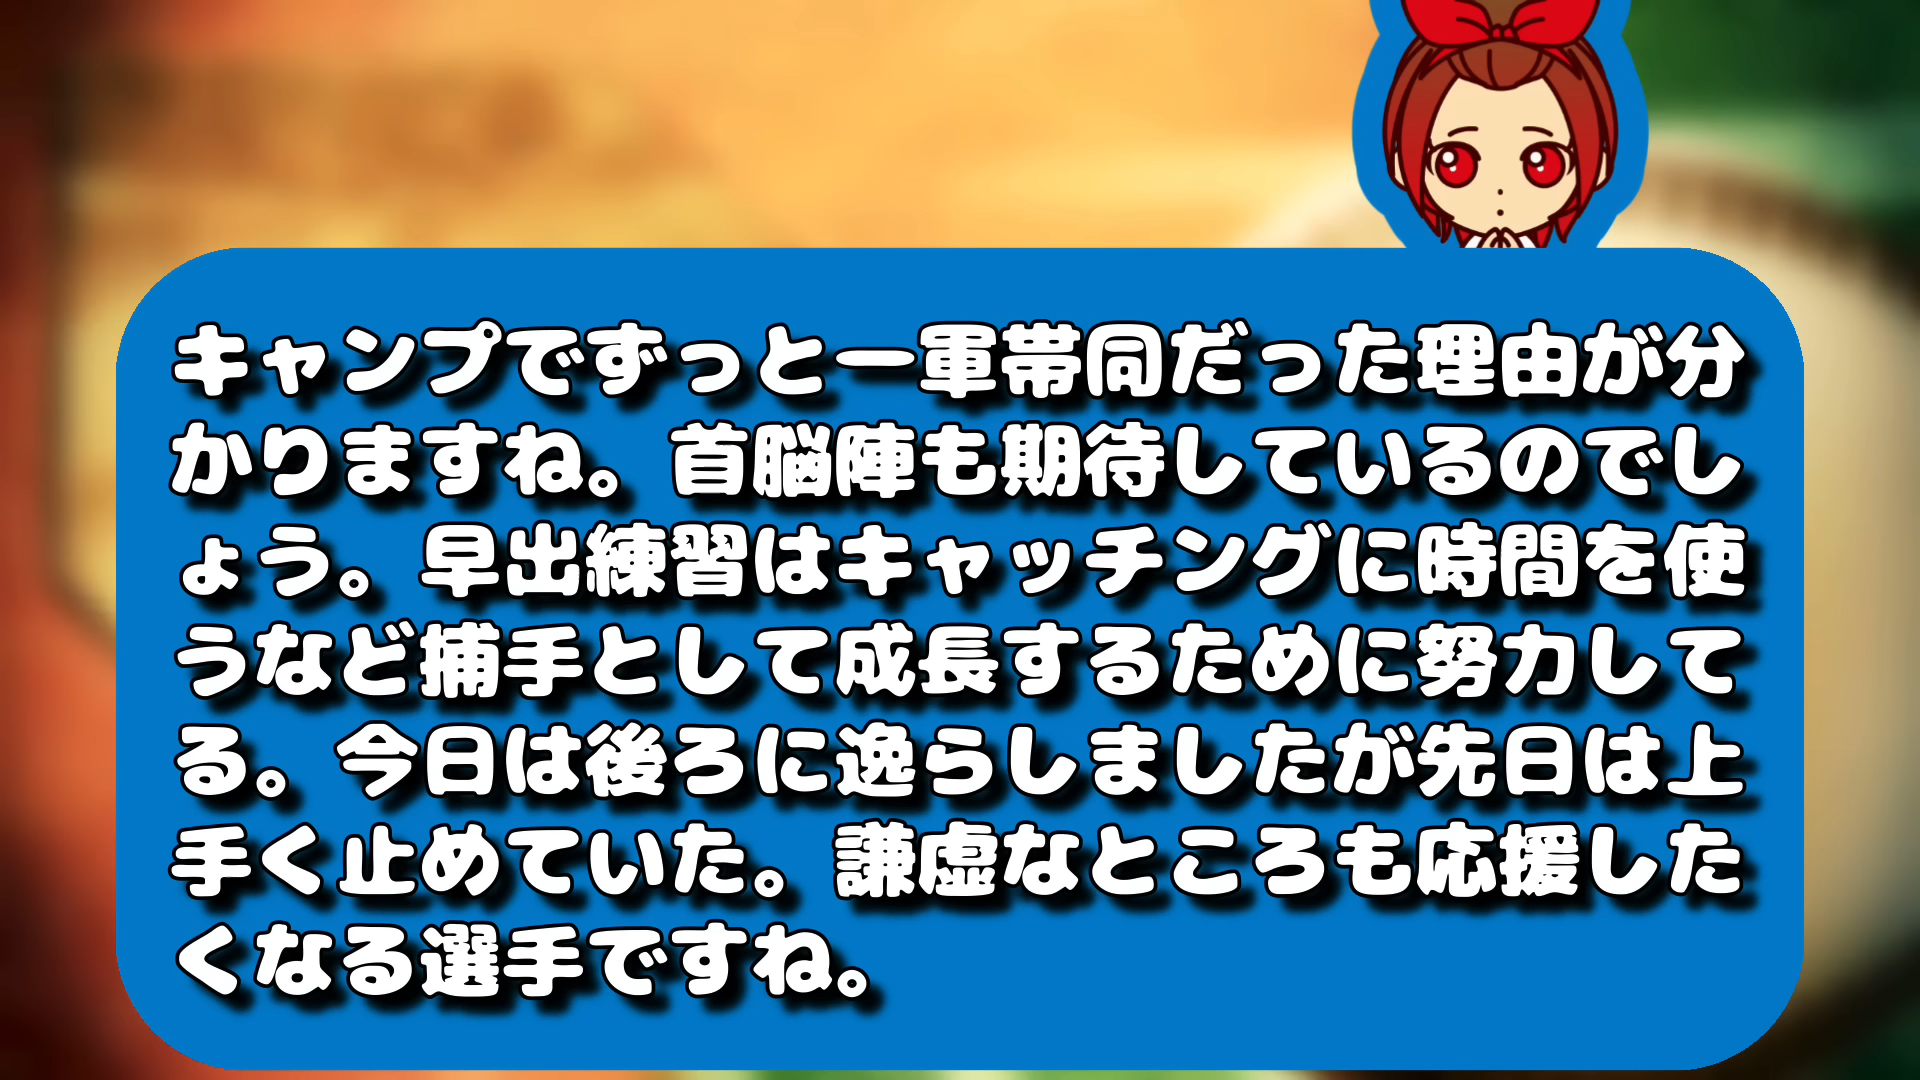 キャンプでずっと一軍帯同だった理由が分
かりますね。首脳陣も期待しているのでし
ょう。早出練習はキャッチングに時間を使
うなど捕手として成長するために努力して
る。今日は後ろに逸らしましたが先日は上
手く止めていた。謙虚なところも応援した
くなる選手ですね。